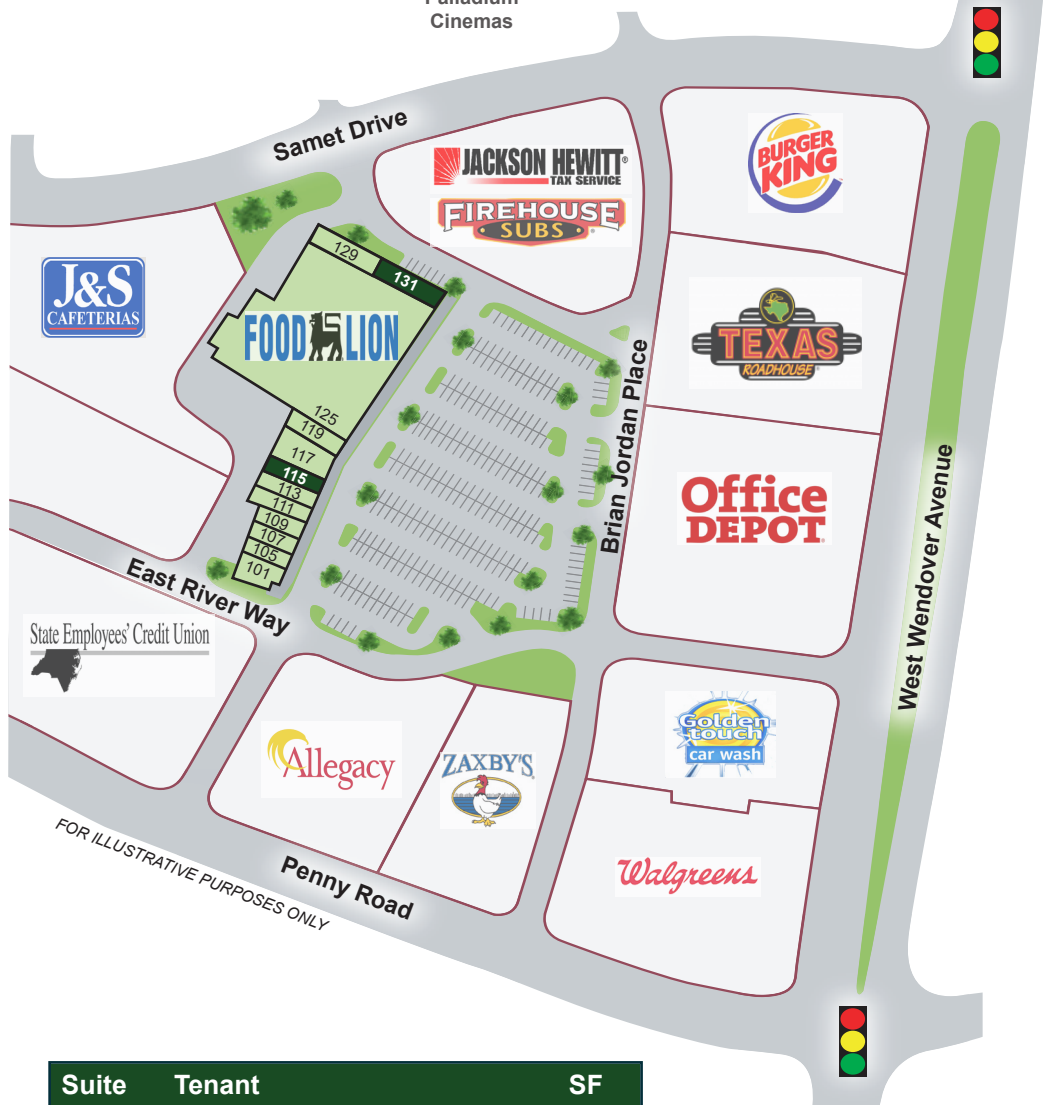 Palladium
Cinemas
Samet Drive
JACKSON HEWITT®
TAX SERVICE
FIREHOUSE
SUBS
BURGER
KING
J&S
CAFETERIAS
129
131
FOOD LION
TEXAS
ROADHOUSE
125
119
117
115
113
111
109
107
105
101
Brian Jordan Place
Office
DEPOT
West Wendover Avenue
East River Way
State Employees' Credit Union
Allegacy
ZAXBY'S
Golden
touch
car wash
Walgreens
Penny Road
FOR ILLUSTRATIVE PURPOSES ONLY
Suite Tenant SF